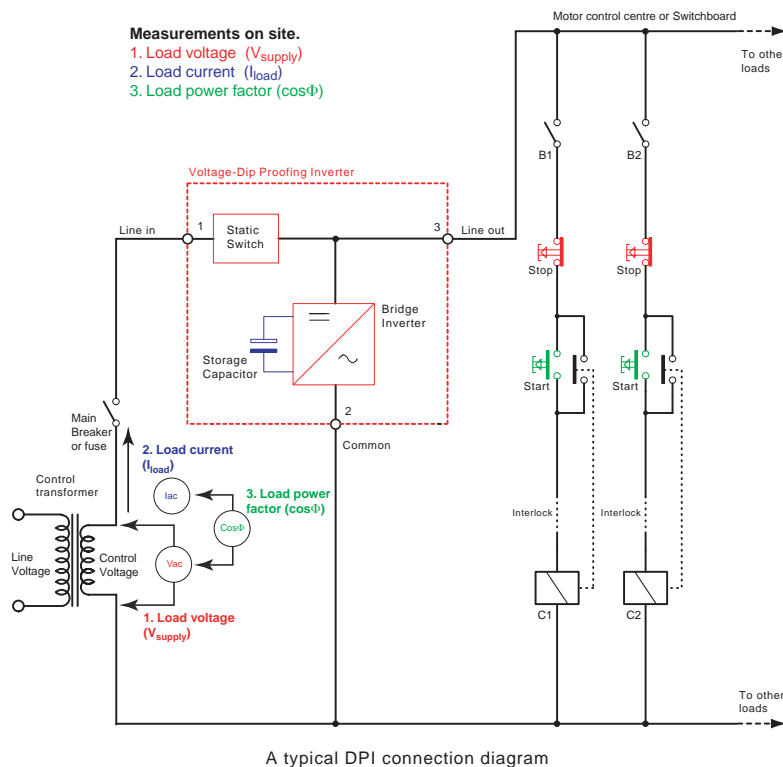 Motor control centre or Switchboard
Measurements on site.
1. Load voltage (Vsupply)
2. Load current (Iload)
3. Load power factor (cosΦ)
To other
loads
B1
B2
Voltage-Dip Proofing Inverter
Line in
1
Static
Switch
3
Line out
Stop
Stop
Bridge
Inverter
Storage
Capacitor
Start
Start
2
Common
Main
Breaker
or fuse
2. Load current
(Iload)
Control
transformer
Iac
3. Load power
factor (cosΦ)
CosΦ
Interlock
Interlock
Line
Voltage
Control
Voltage
Vac
C1
C2
1. Load voltage
(Vsupply)
To other
loads
A typical DPI connection diagram